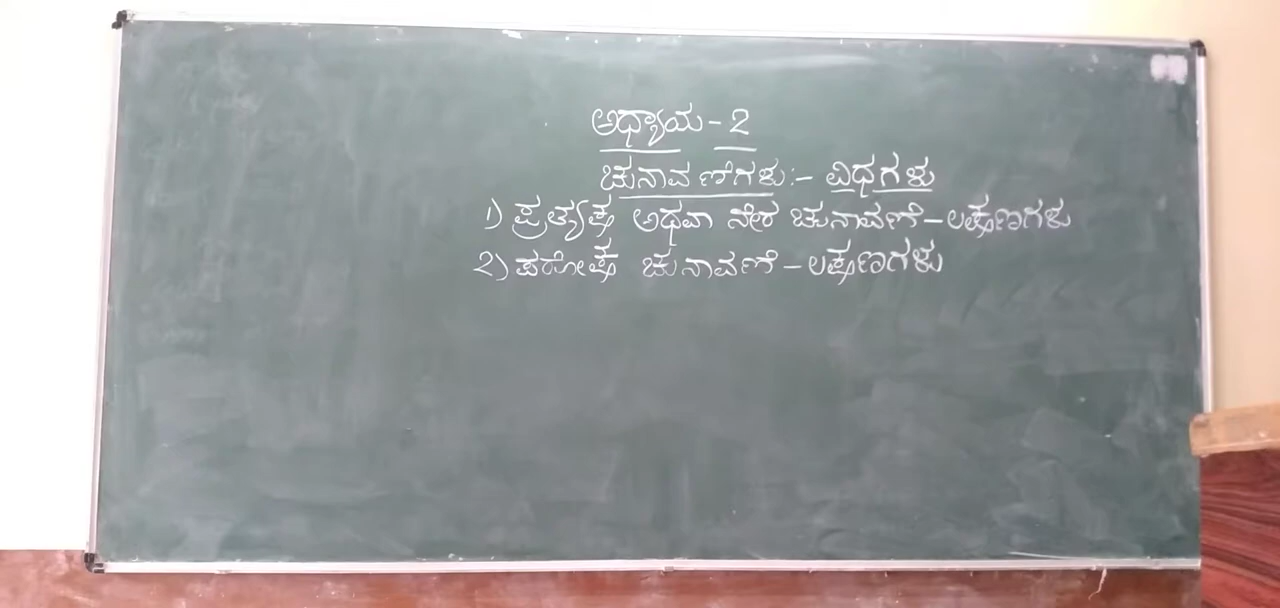 ಅಧ್ಯಾಯ - 2
ಚುನಾವಣೆಗಳು:- ವಿಧಗಳು
1) ಪ್ರತ್ಯಕ್ಷ ಅಥವಾ ನೇರ ಚುನಾವಣೆ - ಲಕ್ಷಣಗಳು
2) ಪರೋಕ್ಷ ಚುನಾವಣೆ - ಲಕ್ಷಣಗಳು